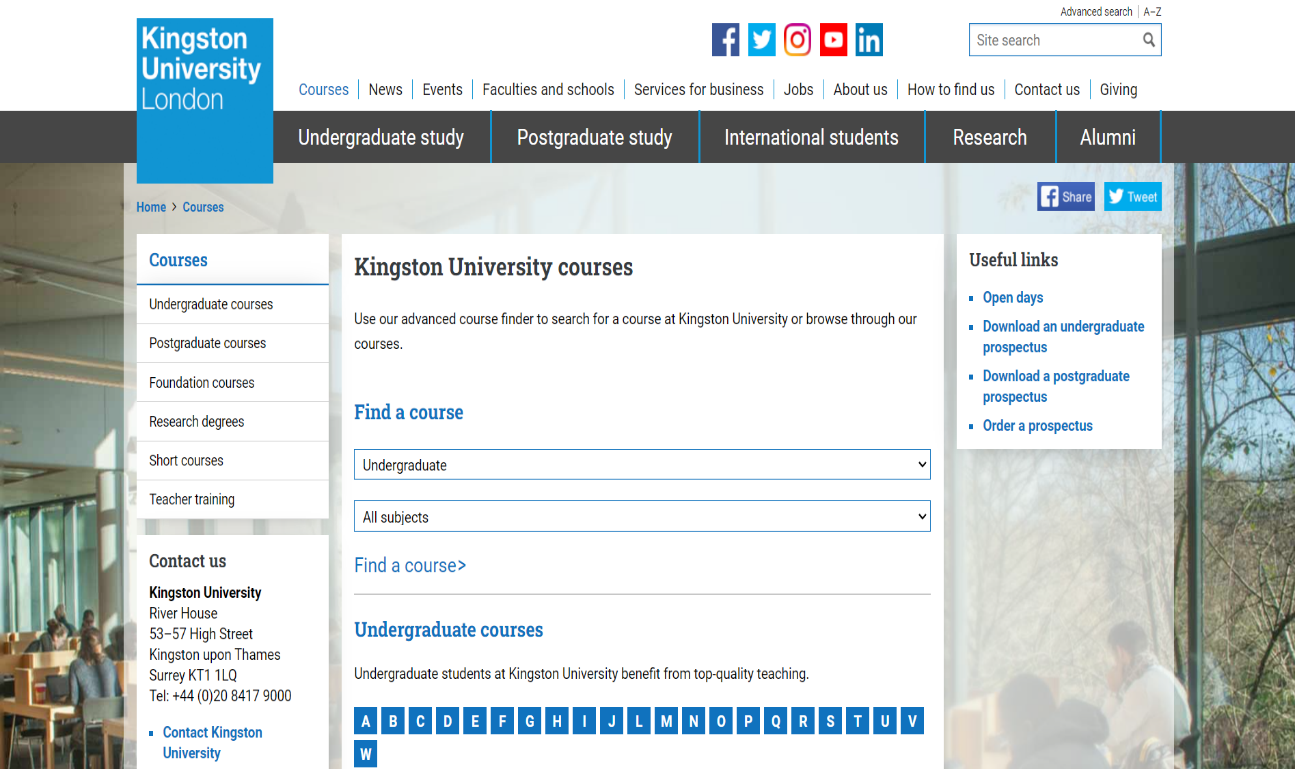 Kingston
University
London
Advanced search A–Z
Site search
Courses News Events Faculties and schools Services for business Jobs About us How to find us Contact us Giving
Undergraduate study Postgraduate study International students Research Alumni
Home > Courses
Share Tweet
Courses
Undergraduate courses
Postgraduate courses
Foundation courses
Research degrees
Short courses
Teacher training
Contact us
Kingston University
River House
53–57 High Street
Kingston upon Thames
Surrey KT1 1LQ
Tel: +44 (0)20 8417 9000
Contact Kingston
University
Kingston University courses
Use our advanced course finder to search for a course at Kingston University or browse through our
courses.
Find a course
Undergraduate
All subjects
Find a course>
Undergraduate courses
Undergraduate students at Kingston University benefit from top-quality teaching.
A B C D E F G H I J L M N O P Q R S T U V
W
Useful links
Open days
Download an undergraduate
prospectus
Download a postgraduate
prospectus
Order a prospectus